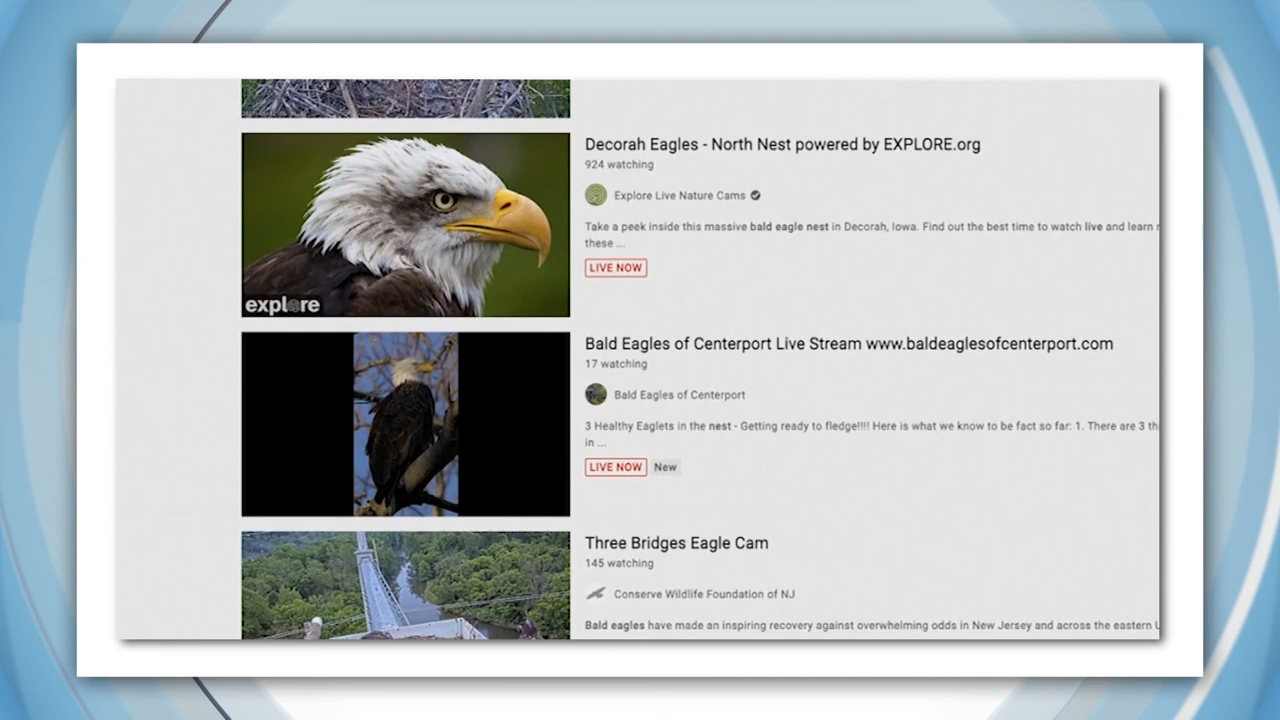 Decorah Eagles - North Nest powered by EXPLORE.org
924 watching
Explore Live Nature Cams
Take a peek inside this massive bald eagle nest in Decorah, Iowa. Find out the best time to watch live and learn
these ...
LIVE NOW
explore
Bald Eagles of Centerport Live Stream www.baldeaglesofcenterport.com
17 watching
Bald Eagles of Centerport
3 Healthy Eaglets in the nest - Getting ready to fledge!!!! Here is what we know to be fact so far: 1. There are 3
in ...
LIVE NOW New
Three Bridges Eagle Cam
145 watching
Conserve Wildlife Foundation of NJ
Bald eagles have made an inspiring recovery against overwhelming odds in New Jersey and across the eastern